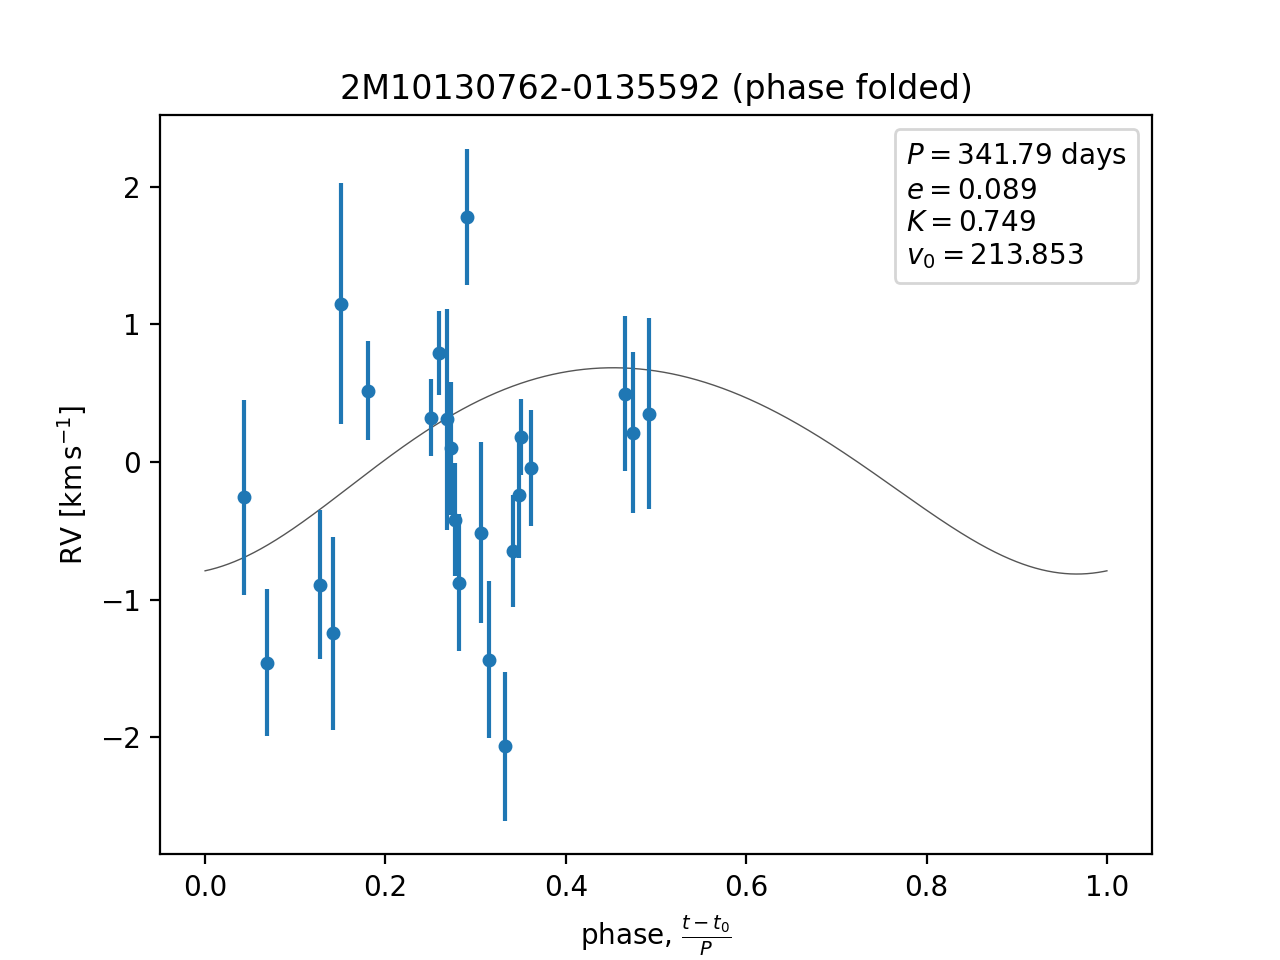 2M10130762-0135592 (phase folded)
P = 341.79 days
e = 0.089
K = 0.749
v₀ = 213.853
2
1
0
−1
−2
RV [km s⁻¹]
0.0 0.2 0.4 0.6 0.8 1.0
phase, (t − t₀)/P